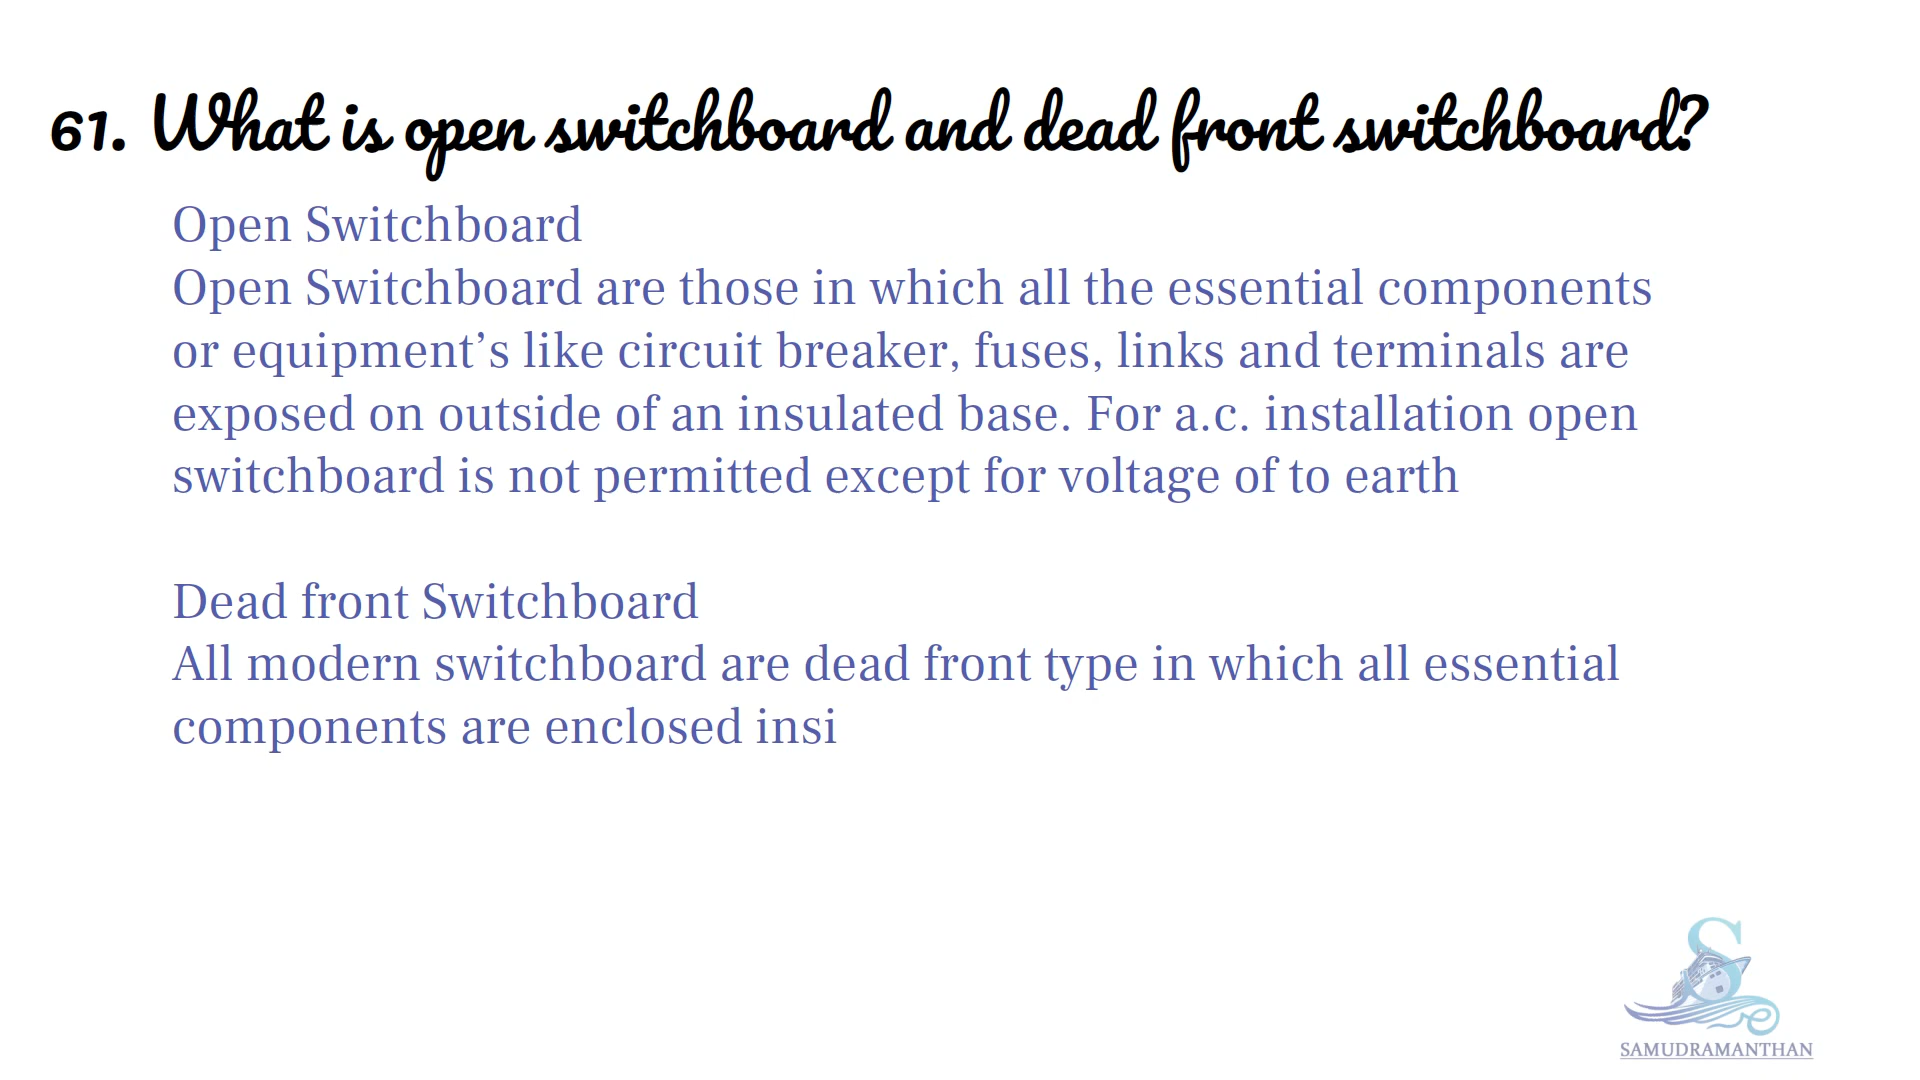 61. What is open switchboard and dead front switchboard?
Open Switchboard
Open Switchboard are those in which all the essential components
or equipment’s like circuit breaker, fuses, links and terminals are
exposed on outside of an insulated base. For a.c. installation open
switchboard is not permitted except for voltage of to earth
Dead front Switchboard
All modern switchboard are dead front type in which all essential
components are enclosed insi
SAMUDRAMANTHAN